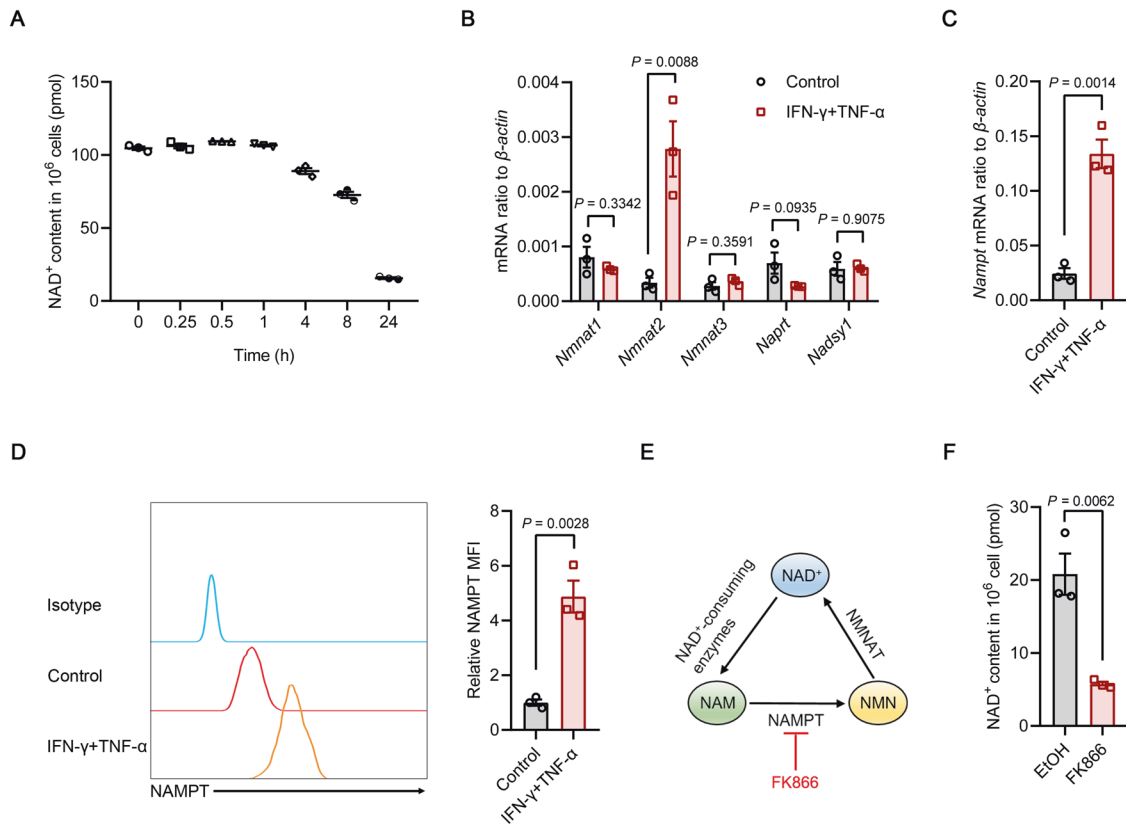 A
NAD⁺ content in 10⁶ cells (pmol)
150
100
50
0
0 0.25 0.5 1 4 8 24
Time (h)
B
mRNA ratio to β-actin
0.004
0.003
0.002
0.001
0.000
P = 0.0088
Control
IFN-γ+TNF-α
P = 0.3342
P = 0.3591
P = 0.0935
P = 0.9075
Nmnat1 Nmnat2 Nmnat3 Naprt Nadsy1
C
Nampt mRNA ratio to β-actin
0.20
0.15
0.10
0.05
0.00
P = 0.0014
Control
IFN-γ+TNF-α
D
Isotype
Control
IFN-γ+TNF-α
NAMPT
Relative NAMPT MFI
8
6
4
2
0
P = 0.0028
Control
IFN-γ+TNF-α
E
NAD⁺
NAD⁺-consuming
enzymes
NMNAT
NAM
NMN
NAMPT
FK866
F
NAD⁺ content in 10⁶ cell (pmol)
30
20
10
0
P = 0.0062
EtOH
FK866